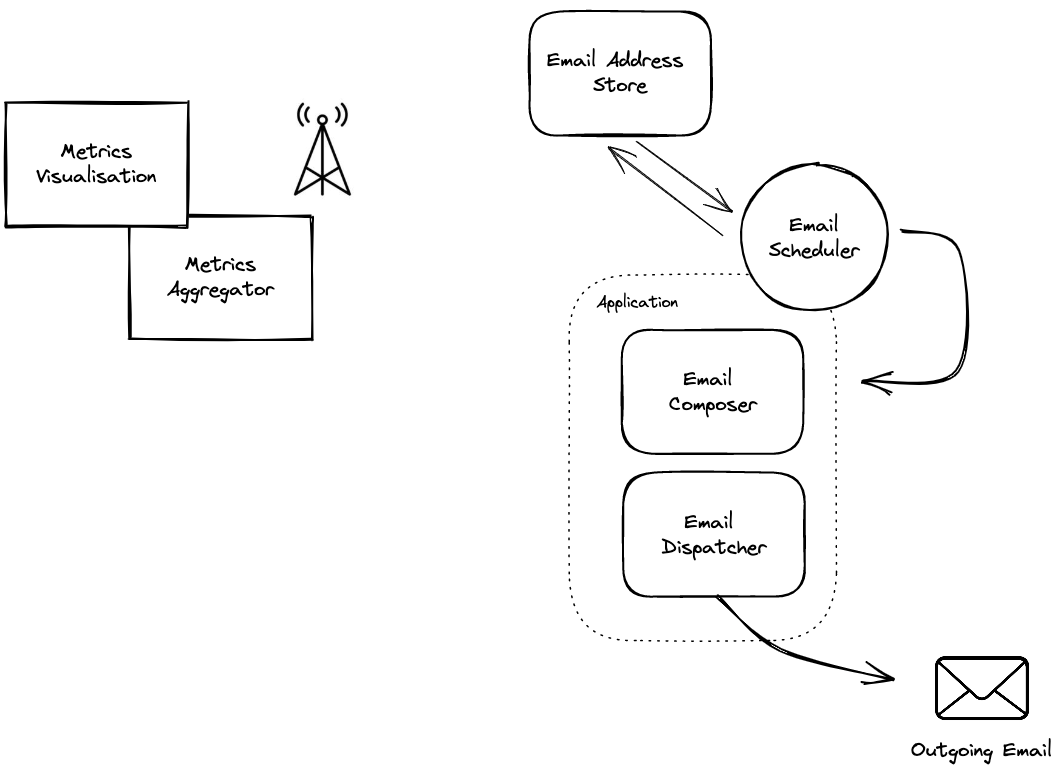 Email Address
Store
Metrics
Visualisation
Email
Scheduler
Metrics
Aggregator
Application
Email
Composer
Email
Dispatcher
Outgoing Email